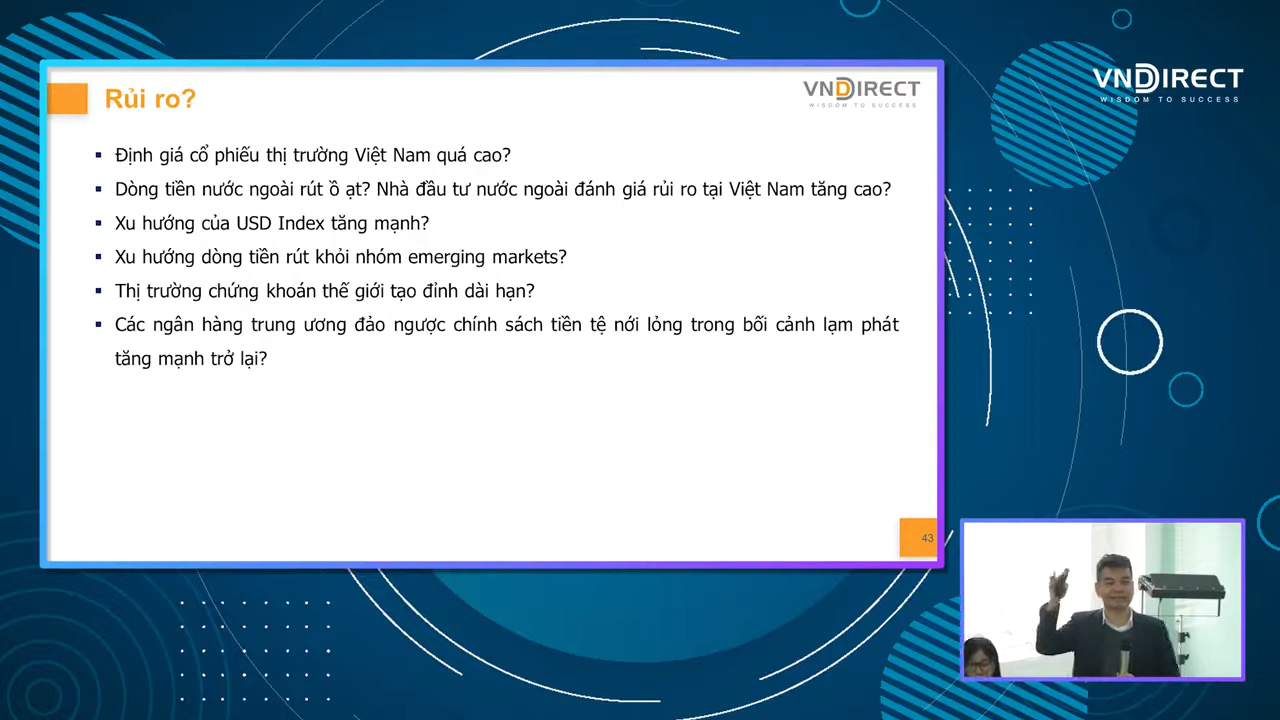 Rủi ro?
VNDIRECT
WISDOM TO SUCCESS
VNDIRECT
WISDOM TO SUCCESS
▪ Định giá cổ phiếu thị trường Việt Nam quá cao?
▪ Dòng tiền nước ngoài rút ồ ạt? Nhà đầu tư nước ngoài đánh giá rủi ro tại Việt Nam tăng cao?
▪ Xu hướng của USD Index tăng mạnh?
▪ Xu hướng dòng tiền rút khỏi nhóm emerging markets?
▪ Thị trường chứng khoán thế giới tạo đỉnh dài hạn?
▪ Các ngân hàng trung ương đảo ngược chính sách tiền tệ nới lỏng trong bối cảnh lạm phát
tăng mạnh trở lại?
43